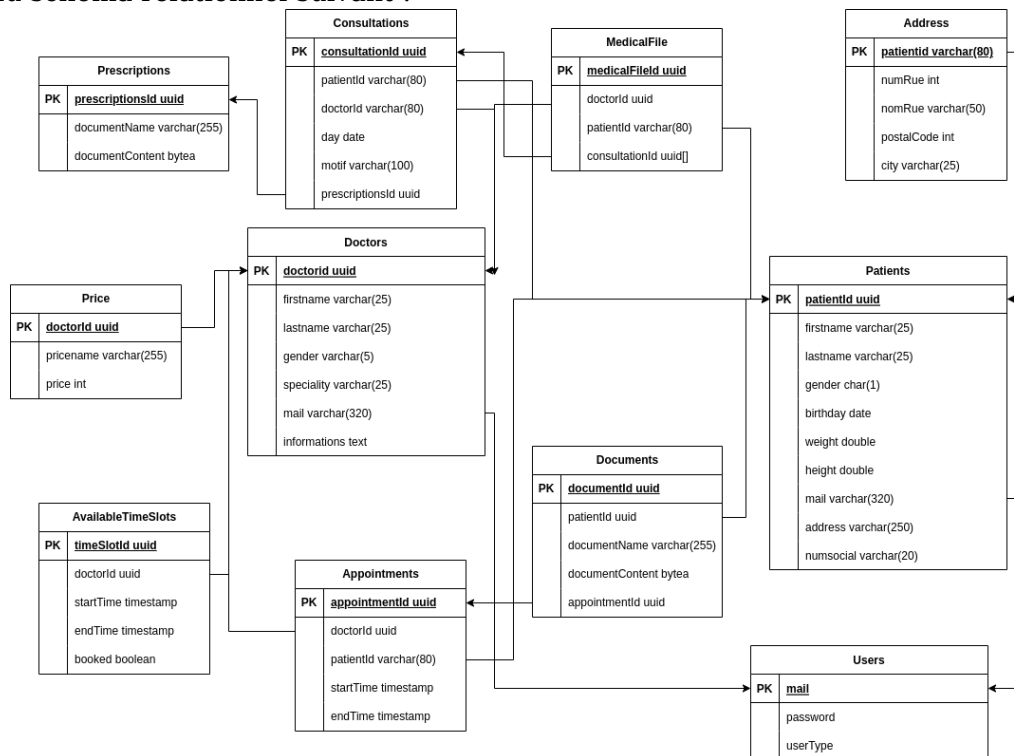 Consultations
PK consultationId uuid
patientId varchar(80)
doctorId varchar(80)
day date
motif varchar(100)
prescriptionsId uuid
MedicalFile
PK medicalFileId uuid
doctorId uuid
patientId varchar(80)
consultationId uuid[]
Address
PK patientid varchar(80)
numRue int
nomRue varchar(50)
postalCode int
city varchar(25)
Prescriptions
PK prescriptionsId uuid
documentName varchar(255)
documentContent bytea
Doctors
PK doctorid uuid
firstname varchar(25)
lastname varchar(25)
gender varchar(5)
speciality varchar(25)
mail varchar(320)
informations text
Patients
PK patientId uuid
firstname varchar(25)
lastname varchar(25)
gender char(1)
birthday date
weight double
height double
mail varchar(320)
address varchar(250)
numsocial varchar(20)
Price
PK doctorId uuid
pricename varchar(255)
price int
Documents
PK documentId uuid
patientId uuid
documentName varchar(255)
documentContent bytea
appointmentId uuid
AvailableTimeSlots
PK timeSlotId uuid
doctorId uuid
startTime timestamp
endTime timestamp
booked boolean
Appointments
PK appointmentId uuid
doctorId uuid
patientId varchar(80)
startTime timestamp
endTime timestamp
Users
PK mail
password
userType